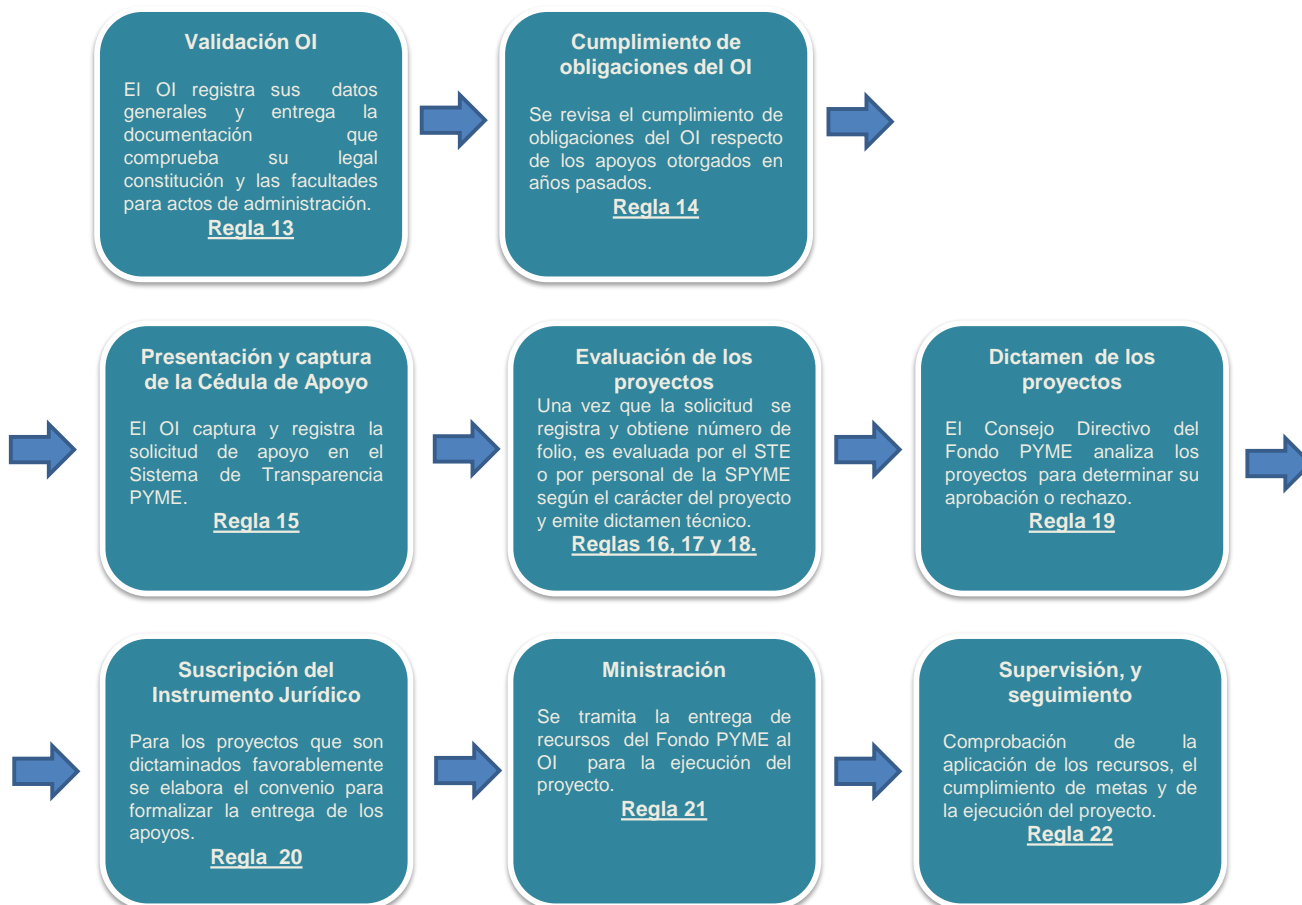 Validación OI
El OI registra sus datos
generales y entrega la
documentación que
comprueba su legal
constitución y las facultades
para actos de administración.
Regla 13
Cumplimiento de
obligaciones del OI
Se revisa el cumplimiento de
obligaciones del OI respecto
de los apoyos otorgados en
años pasados.
Regla 14
Presentación y captura
de la Cédula de Apoyo
El OI captura y registra la
solicitud de apoyo en el
Sistema de Transparencia
PYME.
Regla 15
Evaluación de los
proyectos
Una vez que la solicitud se
registra y obtiene número de
folio, es evaluada por el STE
o por personal de la SPYME
según el carácter del proyecto
y emite dictamen técnico.
Reglas 16, 17 y 18.
Dictamen de los
proyectos
El Consejo Directivo del
Fondo PYME analiza los
proyectos para determinar su
aprobación o rechazo.
Regla 19
Suscripción del
Instrumento Jurídico
Para los proyectos que son
dictaminados favorablemente
se elabora el convenio para
formalizar la entrega de los
apoyos.
Regla 20
Ministración
Se tramita la entrega de
recursos del Fondo PYME al
OI para la ejecución del
proyecto.
Regla 21
Supervisión, y
seguimiento
Comprobación de la
aplicación de los recursos, el
cumplimiento de metas y de
la ejecución del proyecto.
Regla 22